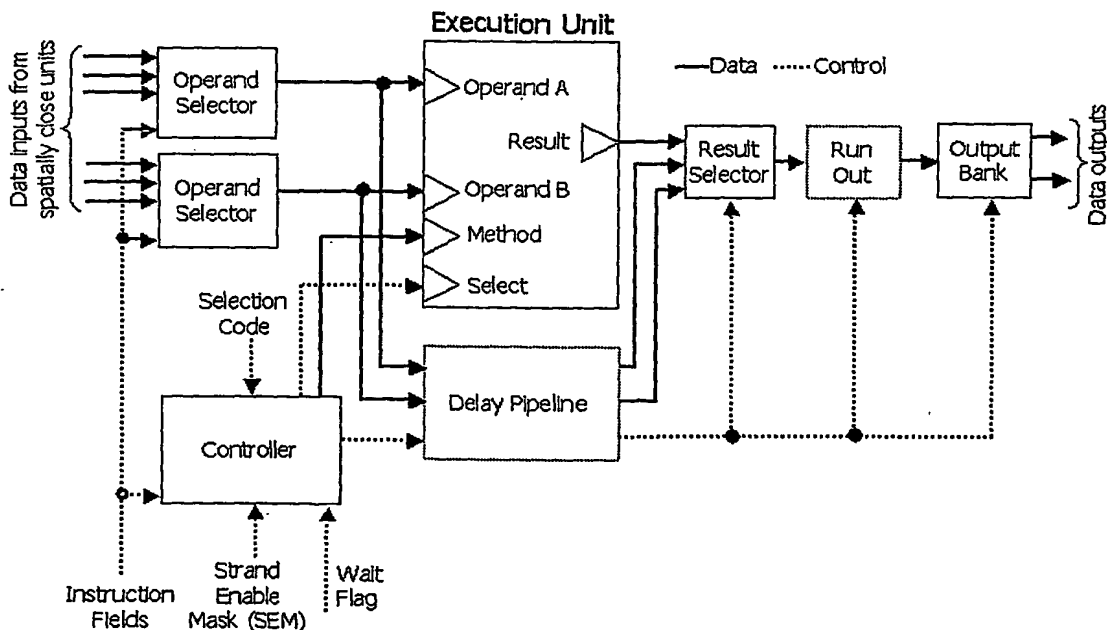 Execution Unit
Data Inputs from
spatially close units
Operand
Selector
Operand
Selector
Operand A
Result
Operand B
Method
Select
Data
Control
Result
Selector
Run
Out
Output
Bank
Data outputs
Selection
Code
Controller
Delay Pipeline
Instruction
Fields
Strand
Enable
Mask (SEM)
Wait
Flag